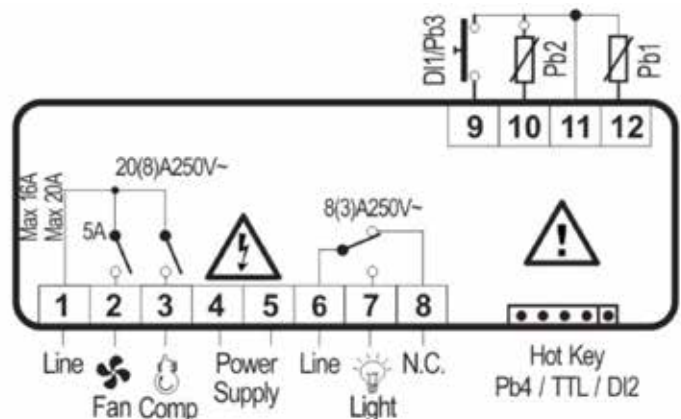 DI1/Pb3
Pb2
Pb1
9 10 11 12
Max 16A
Max 20A
20(8)A250V~
5A
8(3)A250V~
1 2 3 4 5 6 7 8
Line
Fan
Comp
Power
Supply
Line
Light
N.C.
Hot Key
Pb4 / TTL / DI2